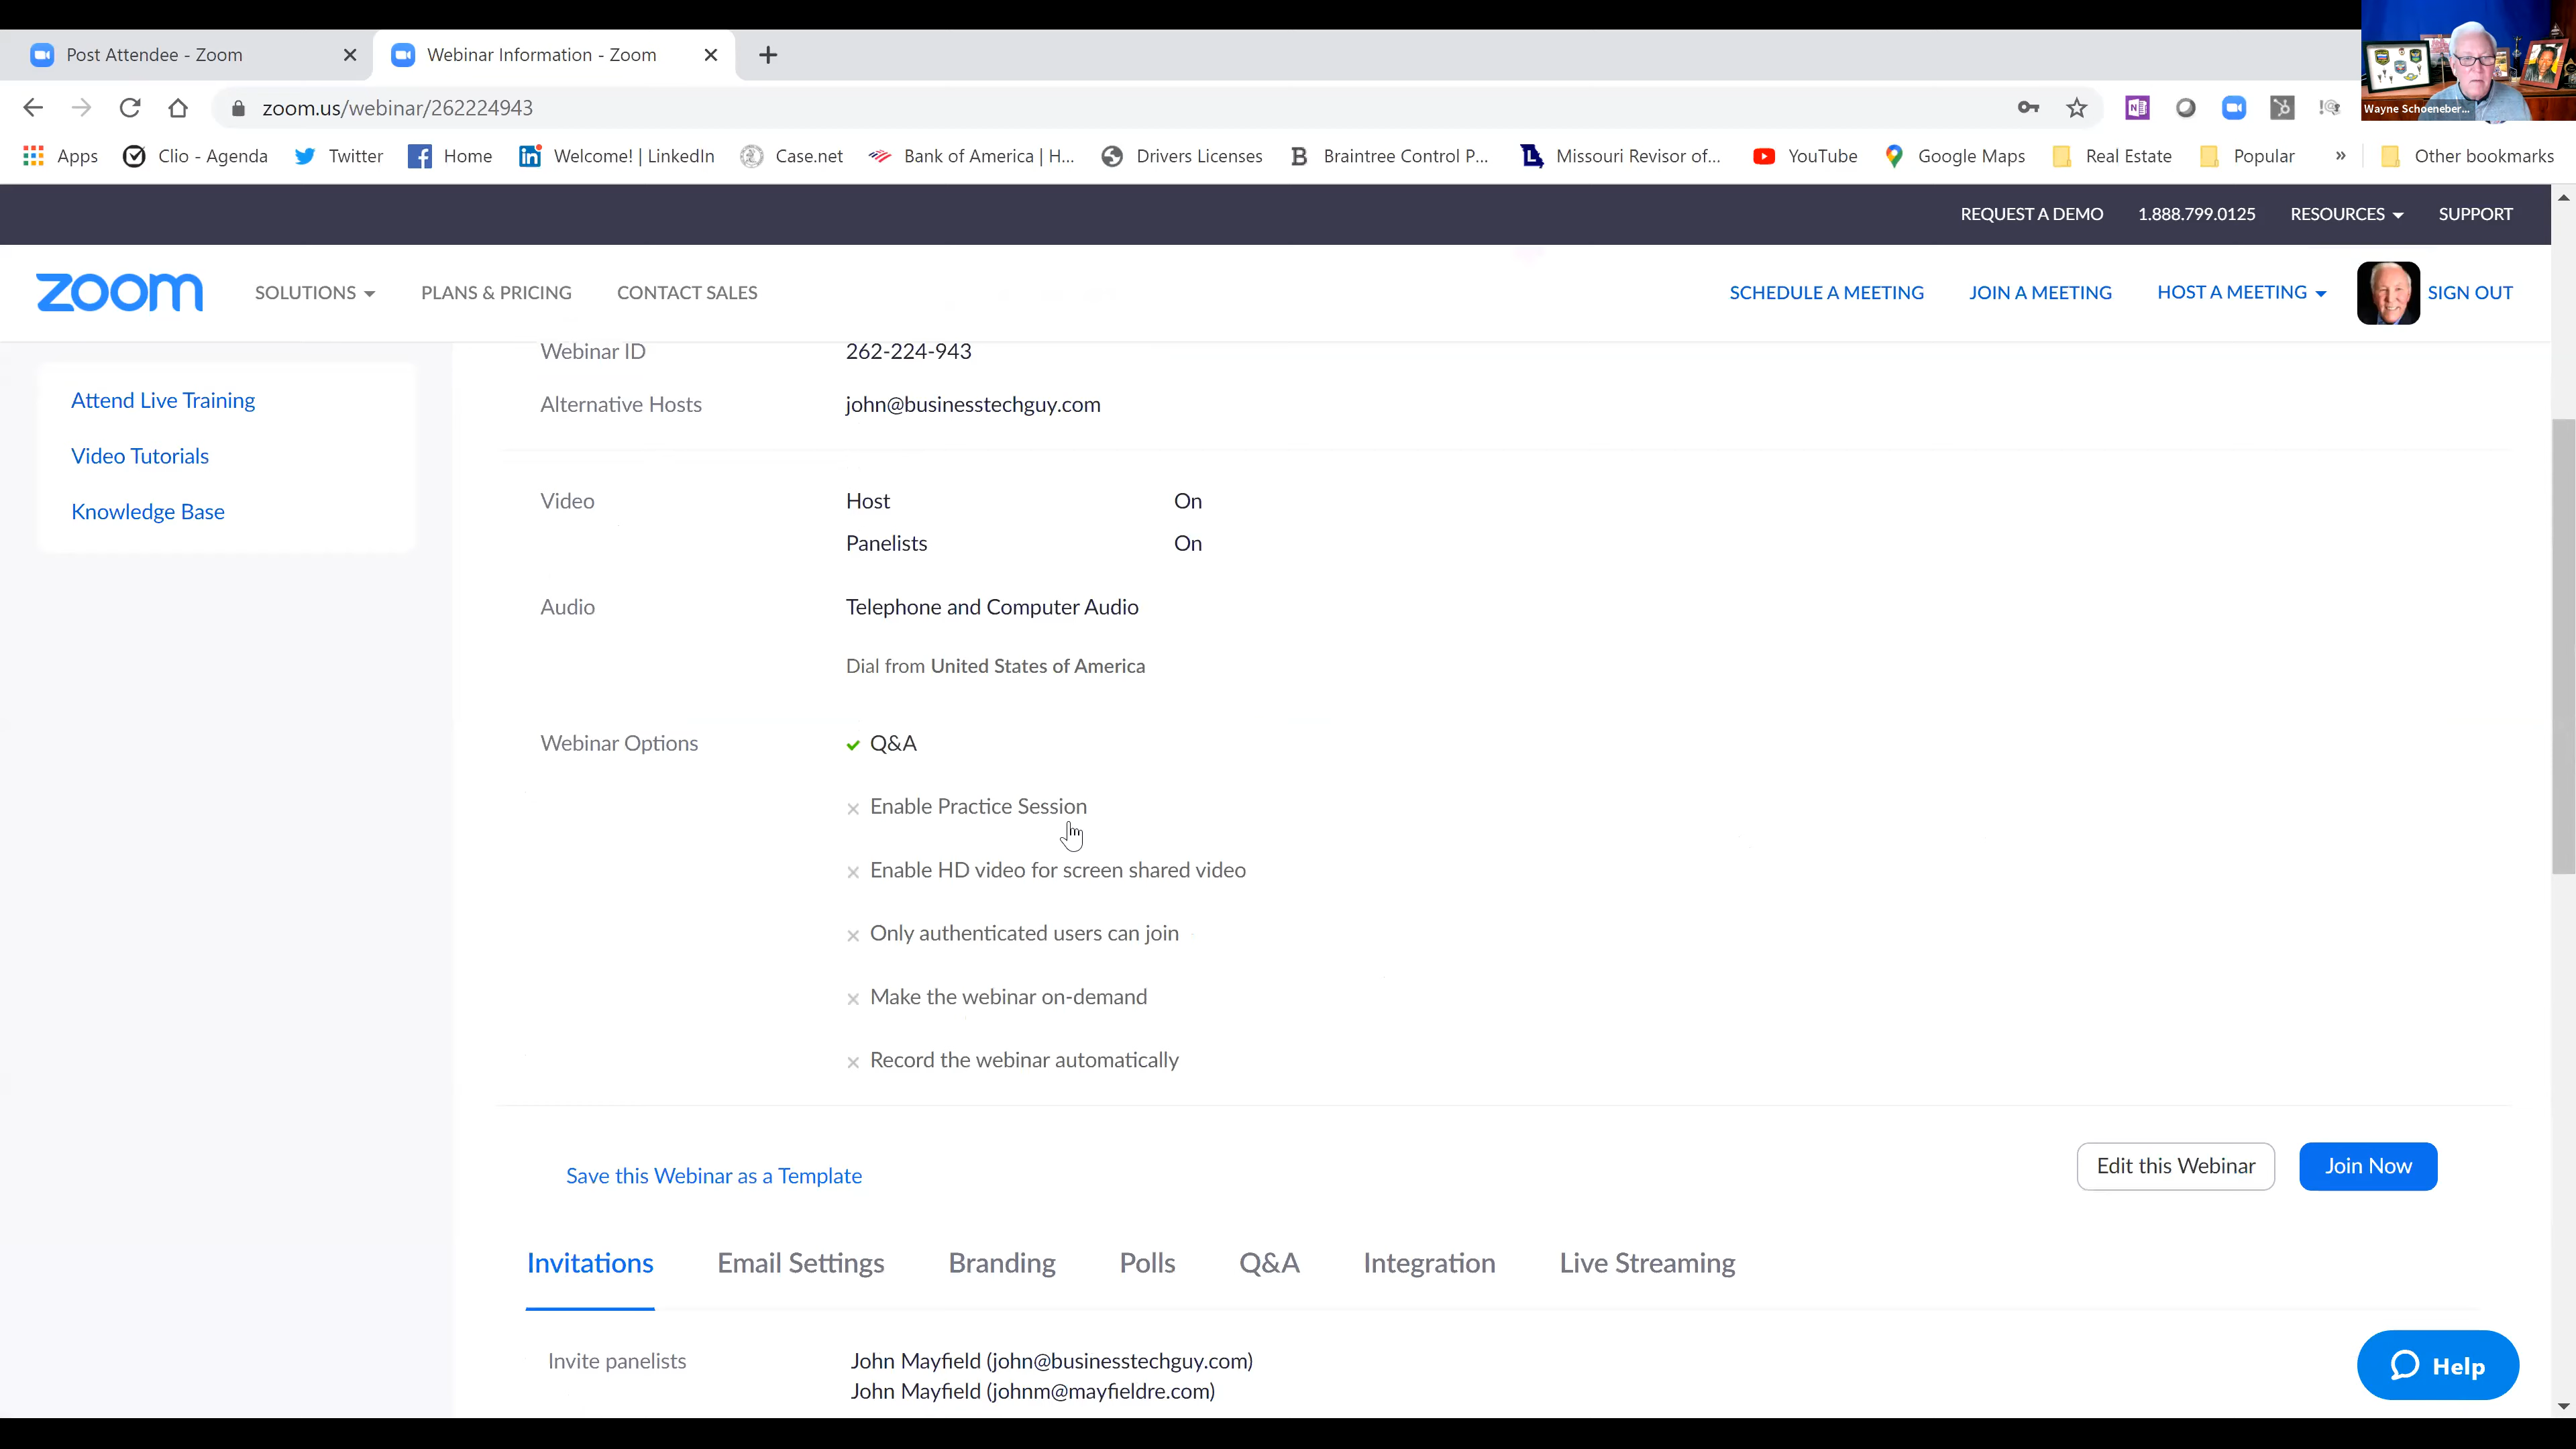 Post Attendee - Zoom
Webinar Information - Zoom
zoom.us/webinar/262224943
Wayne Schoeneber...
Apps
Clio - Agenda
Twitter
Home
Welcome! | LinkedIn
Case.net
Bank of America | H...
Drivers Licenses
Braintree Control P...
Missouri Revisor of...
YouTube
Google Maps
Real Estate
Popular
»
Other bookmarks
REQUEST A DEMO
1.888.799.0125
RESOURCES
SUPPORT
zoom
SOLUTIONS
PLANS & PRICING
CONTACT SALES
SCHEDULE A MEETING
JOIN A MEETING
HOST A MEETING
SIGN OUT
Attend Live Training
Video Tutorials
Knowledge Base
Webinar ID 262-224-943
Alternative Hosts john@businesstechguy.com
Video Host On
Panelists On
Audio Telephone and Computer Audio
Dial from United States of America
Webinar Options Q&A
Enable Practice Session
Enable HD video for screen shared video
Only authenticated users can join
Make the webinar on-demand
Record the webinar automatically
Save this Webinar as a Template
Edit this Webinar
Join Now
Invitations
Email Settings
Branding
Polls
Q&A
Integration
Live Streaming
Invite panelists John Mayfield (john@businesstechguy.com)
John Mayfield (johnm@mayfieldre.com)
Help